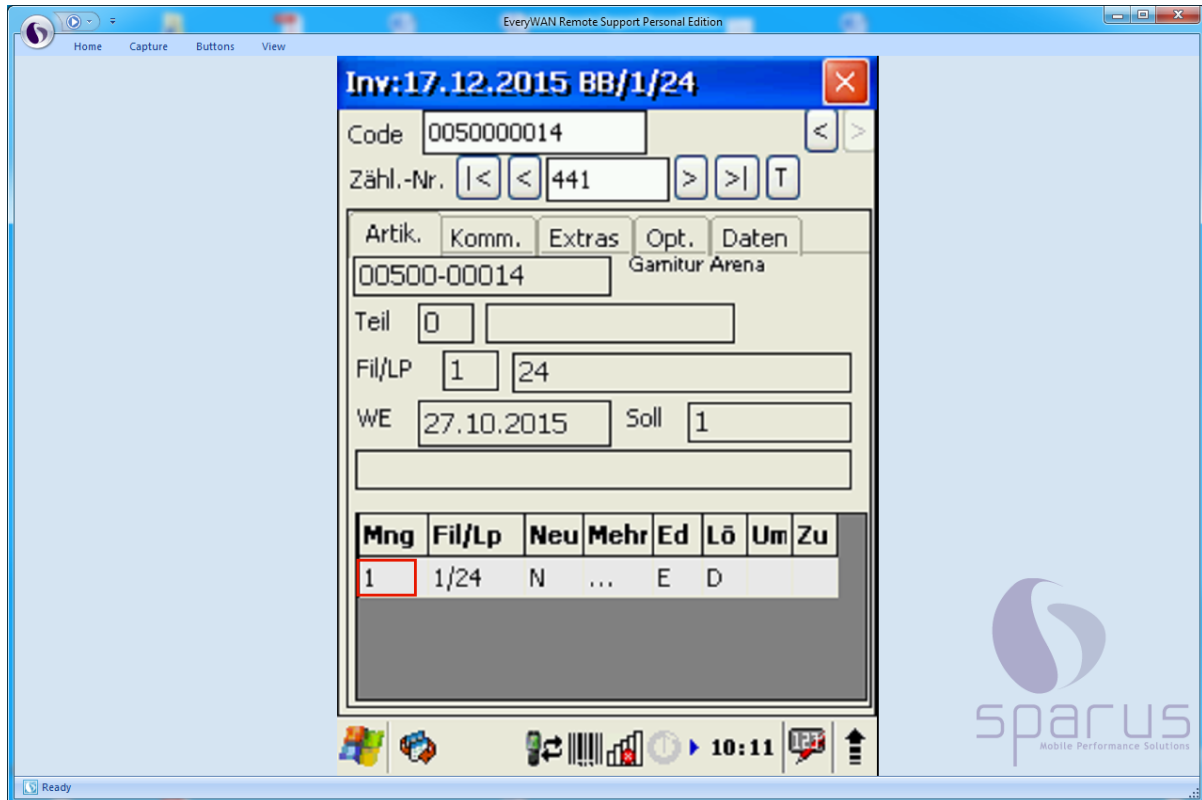 EveryWAN Remote Support Personal Edition
Home Capture Buttons View
Inv:17.12.2015 BB/1/24
Code 0050000014 < >
Zähl.-Nr. |< < 441 > >| T
Artik. Komm. Extras Opt. Daten
00500-00014 Garnitur Arena
Teil 0
Fil/LP 1 24
WE 27.10.2015 Soll 1
Mng Fil/Lp Neu Mehr Ed Lö Um Zu
1 1/24 N ... E D
sparus
Mobile Performance Solutions
10:11 123
Ready